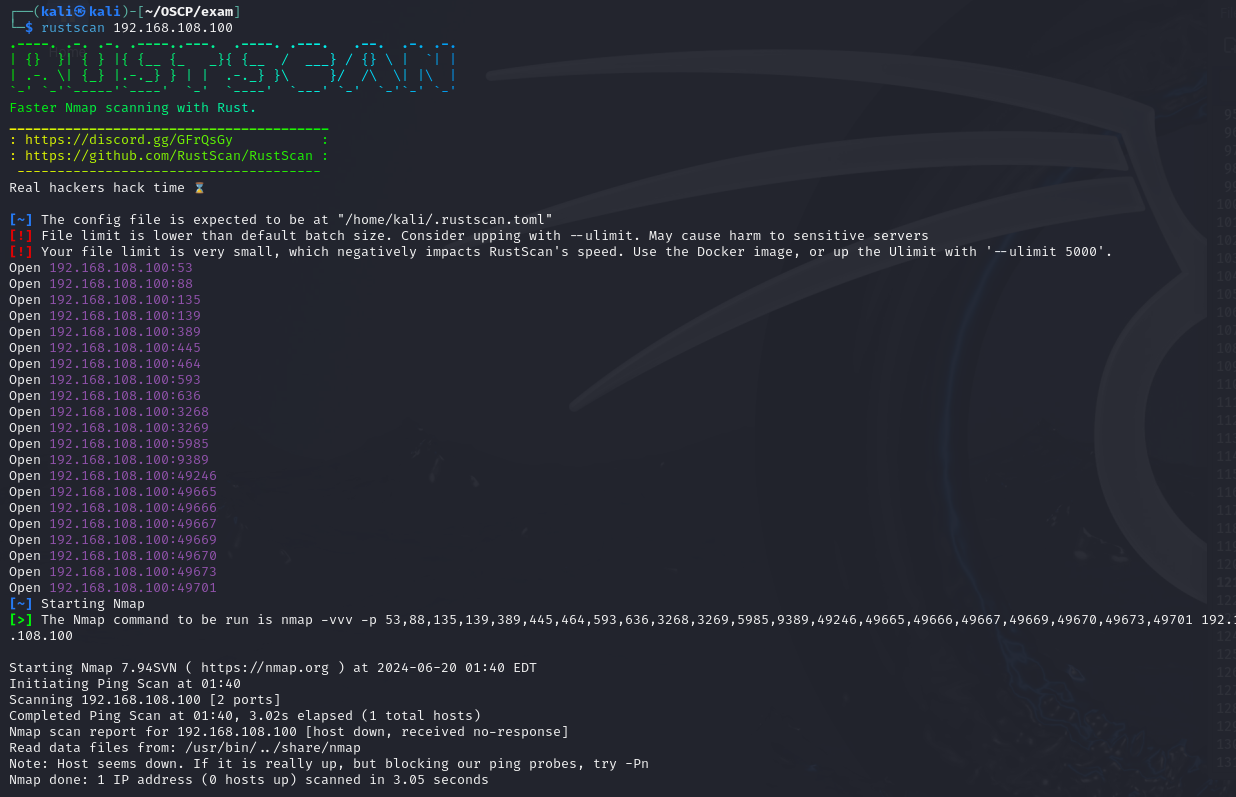 ┌──(kali㉿kali)-[~/OSCP/exam]
└─$ rustscan 192.168.108.100
.----. .-. .-. .----..---.  .----. .---.   .--.  .-. .-.
| {}  }| { } |{ {__ {_   _}{ {__  /  ___} / {} \ |  `| |
| .-. \| {_} |.-._} } | |  .-._} }\     }/  /\  \| |\  |
`-' `-'`-----'`----'  `-'  `----'  `---' `-'  `-'`-' `-'
Faster Nmap scanning with Rust.
________________________________________
: https://discord.gg/GFrQsGy           :
: https://github.com/RustScan/RustScan :
 --------------------------------------
Real hackers hack time ⌛

[~] The config file is expected to be at "/home/kali/.rustscan.toml"
[!] File limit is lower than default batch size. Consider upping with --ulimit. May cause harm to sensitive servers
[!] Your file limit is very small, which negatively impacts RustScan's speed. Use the Docker image, or up the Ulimit with '--ulimit 5000'.
Open 192.168.108.100:53
Open 192.168.108.100:88
Open 192.168.108.100:135
Open 192.168.108.100:139
Open 192.168.108.100:389
Open 192.168.108.100:445
Open 192.168.108.100:464
Open 192.168.108.100:593
Open 192.168.108.100:636
Open 192.168.108.100:3268
Open 192.168.108.100:3269
Open 192.168.108.100:5985
Open 192.168.108.100:9389
Open 192.168.108.100:49246
Open 192.168.108.100:49665
Open 192.168.108.100:49666
Open 192.168.108.100:49667
Open 192.168.108.100:49669
Open 192.168.108.100:49670
Open 192.168.108.100:49673
Open 192.168.108.100:49701
[~] Starting Nmap
[>] The Nmap command to be run is nmap -vvv -p 53,88,135,139,389,445,464,593,636,3268,3269,5985,9389,49246,49665,49666,49667,49669,49670,49673,49701 192.
.108.100

Starting Nmap 7.94SVN ( https://nmap.org ) at 2024-06-20 01:40 EDT
Initiating Ping Scan at 01:40
Scanning 192.168.108.100 [2 ports]
Completed Ping Scan at 01:40, 3.02s elapsed (1 total hosts)
Nmap scan report for 192.168.108.100 [host down, received no-response]
Read data files from: /usr/bin/../share/nmap
Note: Host seems down. If it is really up, but blocking our ping probes, try -Pn
Nmap done: 1 IP address (0 hosts up) scanned in 3.05 seconds